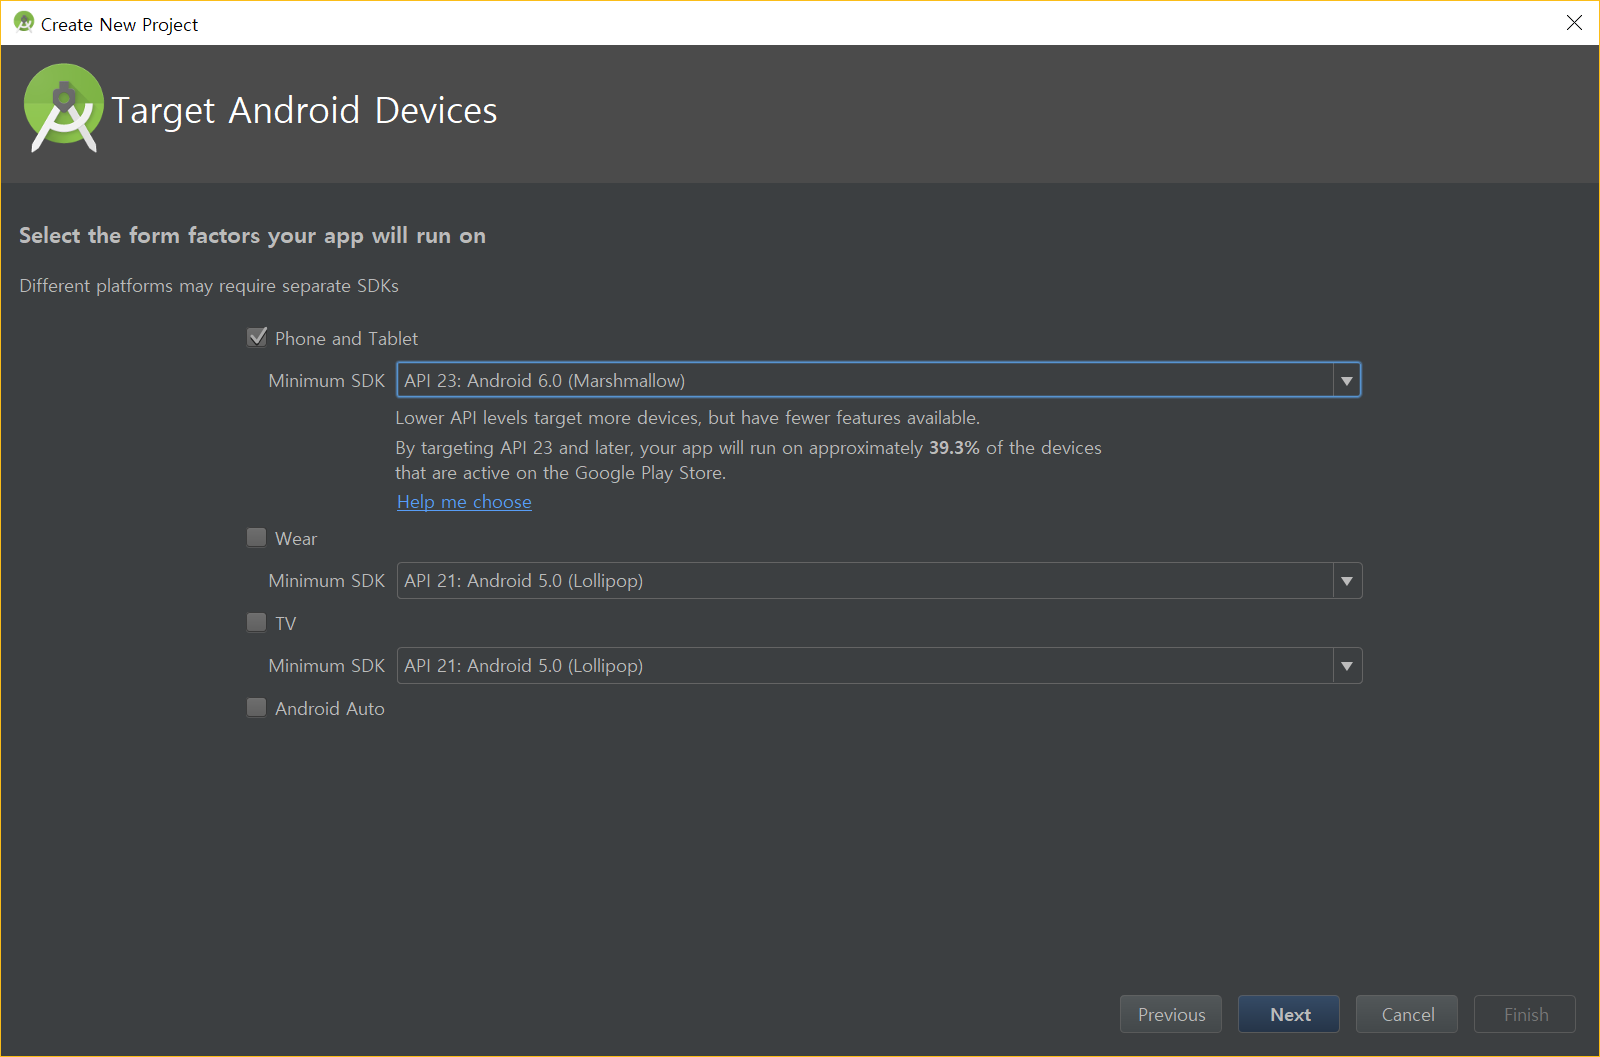 Create New Project
Target Android Devices
Select the form factors your app will run on
Different platforms may require separate SDKs
Phone and Tablet
Minimum SDK API 23: Android 6.0 (Marshmallow)
Lower API levels target more devices, but have fewer features available.
By targeting API 23 and later, your app will run on approximately 39.3% of the devices
that are active on the Google Play Store.
Help me choose
Wear
Minimum SDK API 21: Android 5.0 (Lollipop)
TV
Minimum SDK API 21: Android 5.0 (Lollipop)
Android Auto
Previous Next Cancel Finish